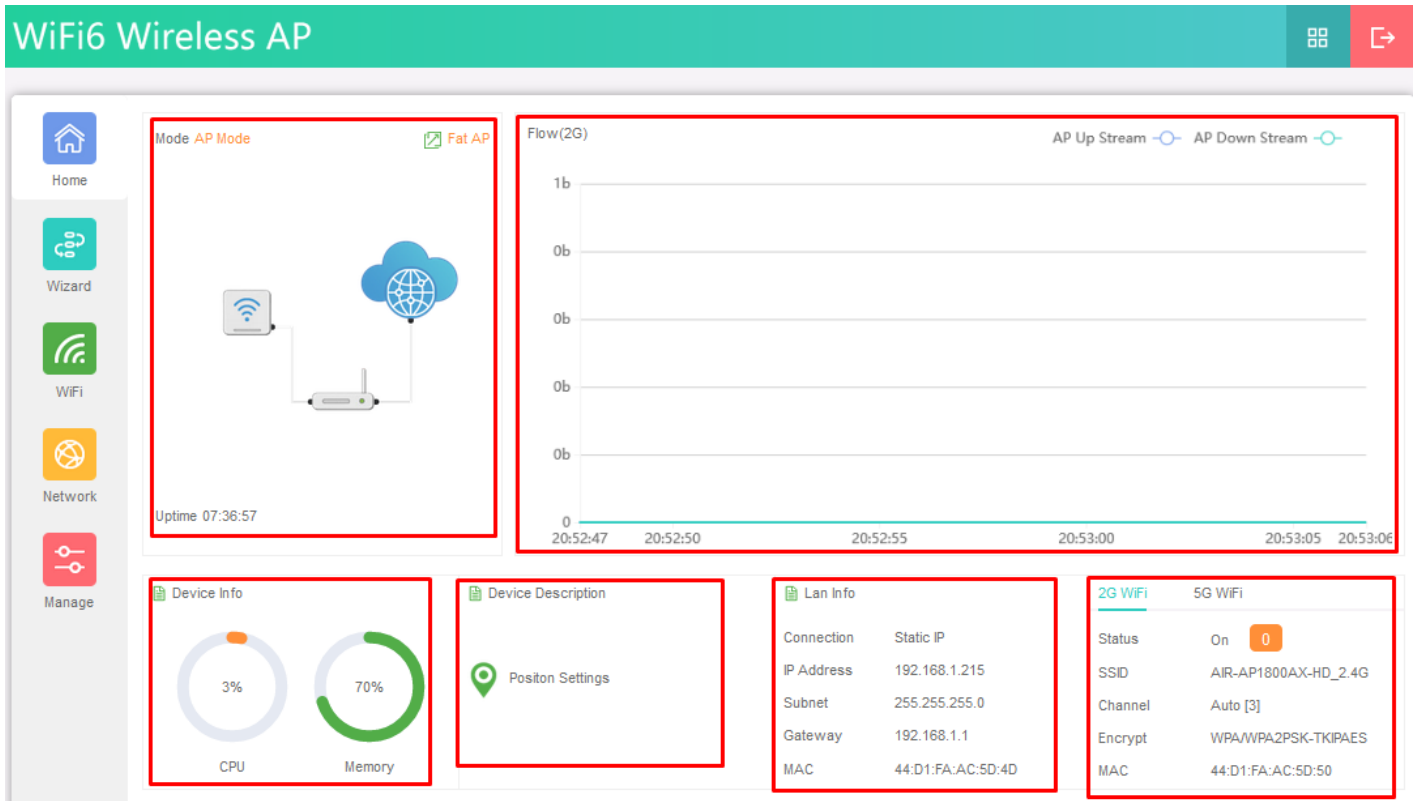 WiFi6 Wireless AP
Home
Wizard
WiFi
Network
Manage
Mode AP Mode
Fat AP
Uptime 07:36:57
Flow(2G)
AP Up Stream
AP Down Stream
1b
0b
0b
0b
0b
0
20:52:47 20:52:50 20:52:55 20:53:00 20:53:05 20:53:06
Device Info
3%
70%
CPU
Memory
Device Description
Positon Settings
Lan Info
Connection Static IP
IP Address 192.168.1.215
Subnet 255.255.255.0
Gateway 192.168.1.1
MAC 44:D1:FA:AC:5D:4D
2G WiFi 5G WiFi
Status On 0
SSID AIR-AP1800AX-HD_2.4G
Channel Auto [3]
Encrypt WPA/WPA2PSK-TKIPAES
MAC 44:D1:FA:AC:5D:50